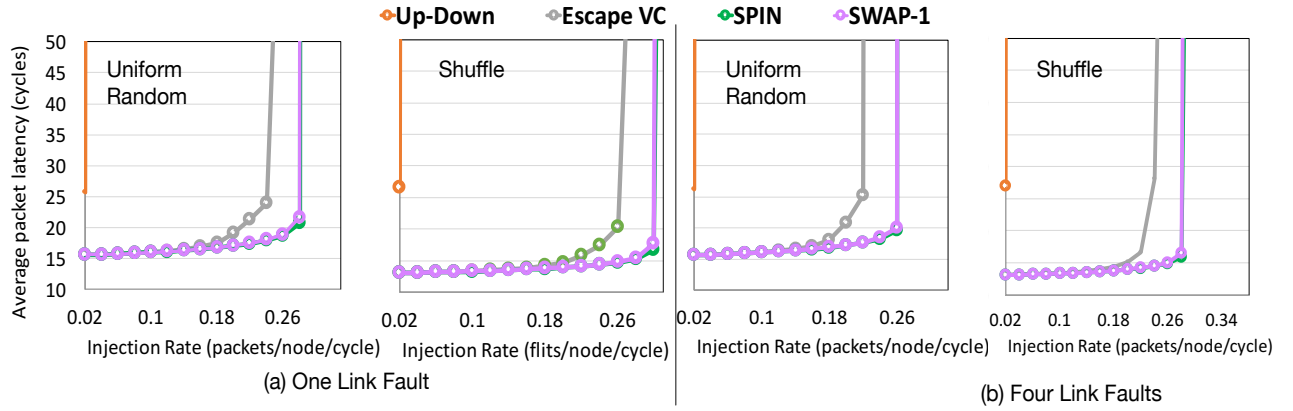 Up-Down Escape VC SPIN SWAP-1
Average packet latency (cycles)
50
45
40
35
30
25
20
15
10
Uniform
Random
0.02 0.1 0.18 0.26
Injection Rate (packets/node/cycle)
Shuffle
0.02 0.1 0.18 0.26
Injection Rate (flits/node/cycle)
(a) One Link Fault
Uniform
Random
0.02 0.1 0.18 0.26
Injection Rate (packets/node/cycle)
Shuffle
0.02 0.1 0.18 0.26 0.34
Injection Rate (packets/node/cycle)
(b) Four Link Faults